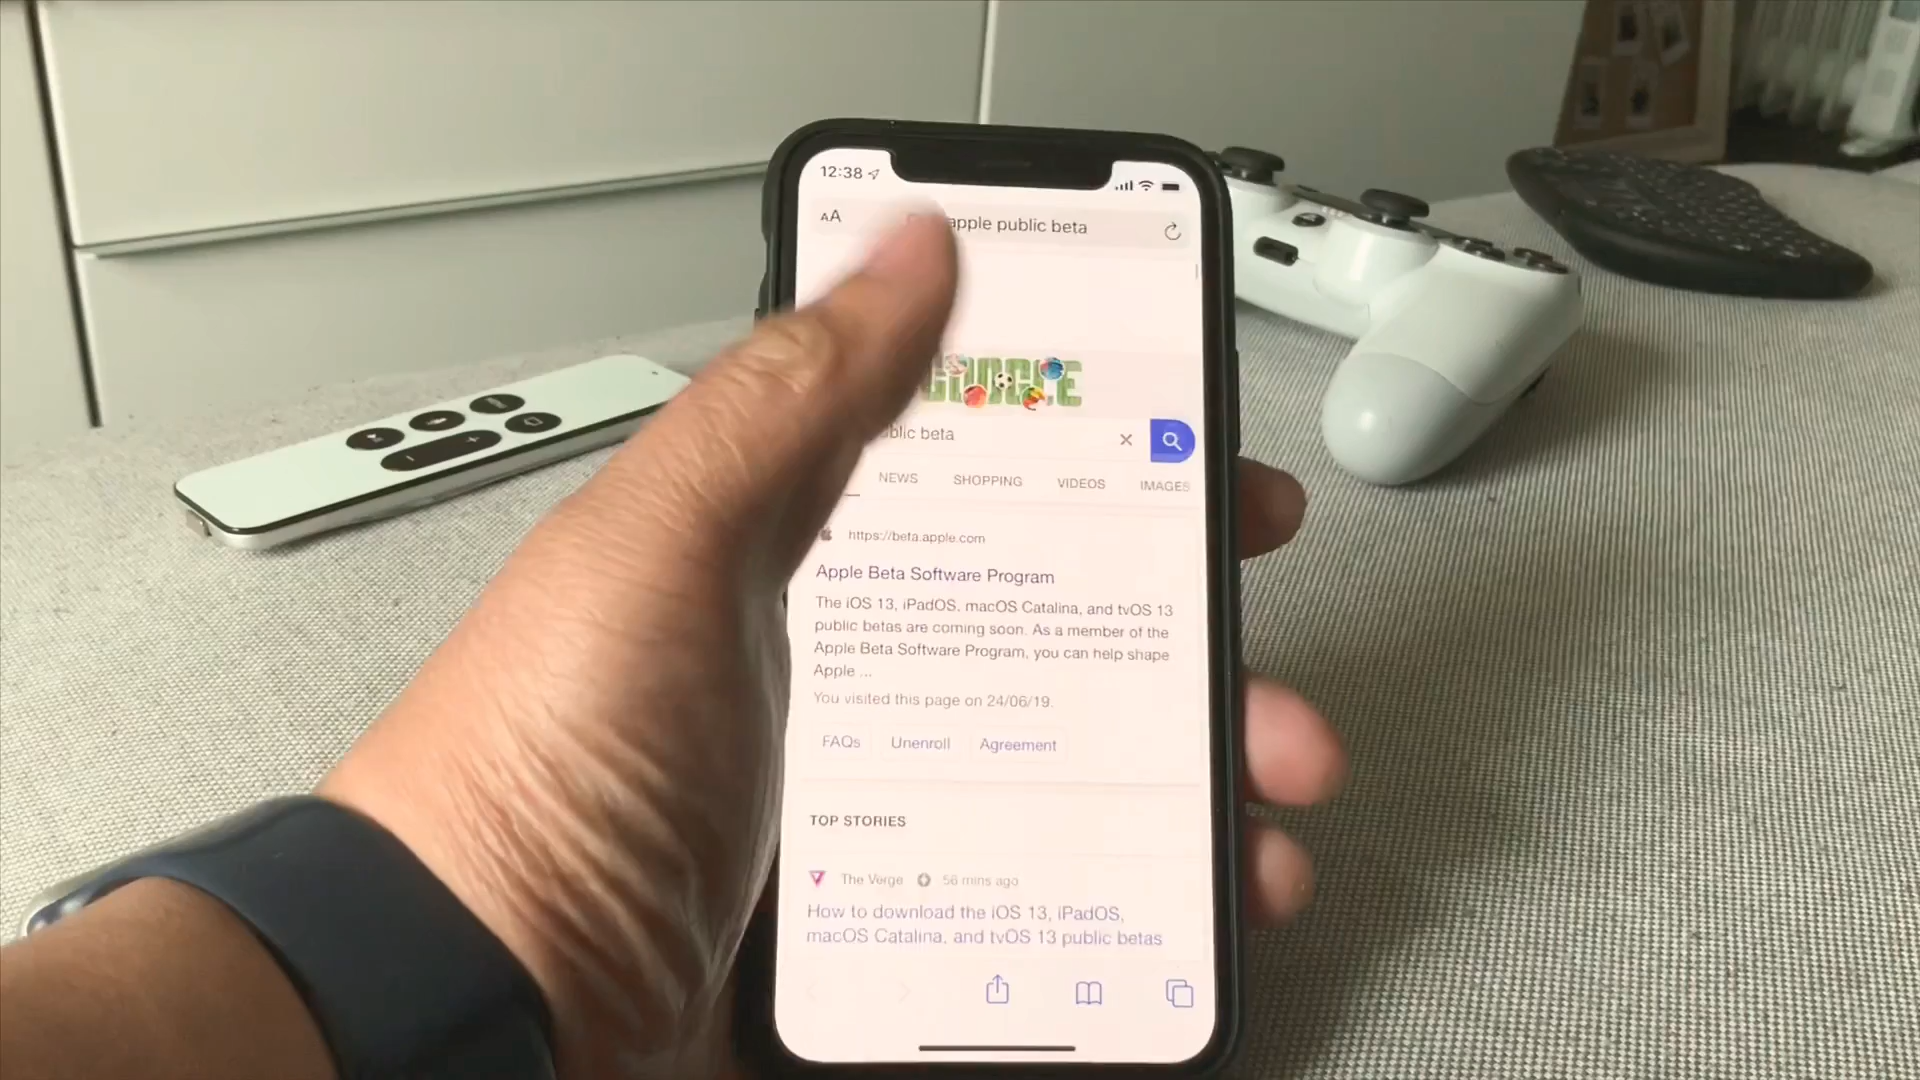 12:38
AA
apple public beta
GOOGLE
public beta
NEWS SHOPPING VIDEOS IMAGES
https://beta.apple.com
Apple Beta Software Program
The iOS 13, iPadOS, macOS Catalina, and tvOS 13
public betas are coming soon. As a member of the
Apple Beta Software Program, you can help shape
Apple ...
You visited this page on 24/06/19.
FAQs Unenroll Agreement
TOP STORIES
The Verge 56 mins ago
How to download the iOS 13, iPadOS,
macOS Catalina, and tvOS 13 public betas